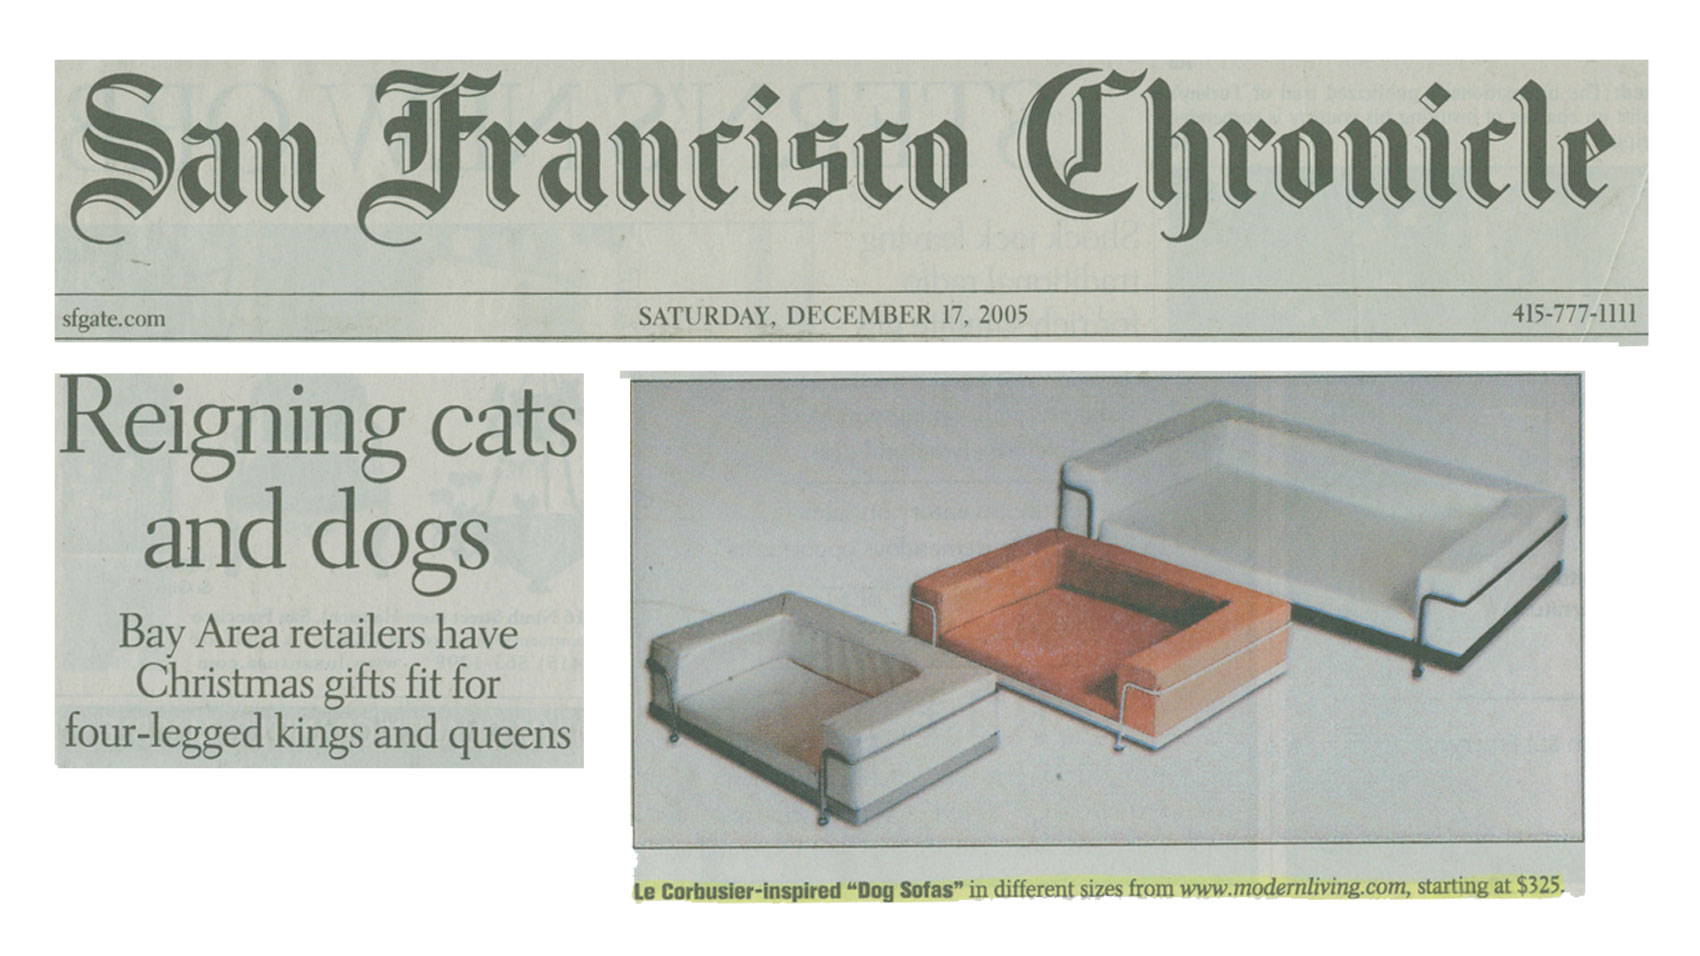 San Francisco Chronicle
sfgate.com SATURDAY, DECEMBER 17, 2005 415-777-1111
Reigning cats
and dogs
Bay Area retailers have
Christmas gifts fit for
four-legged kings and queens
Le Corbusier-inspired “Dog Sofas” in different sizes from www.modernliving.com, starting at $325.